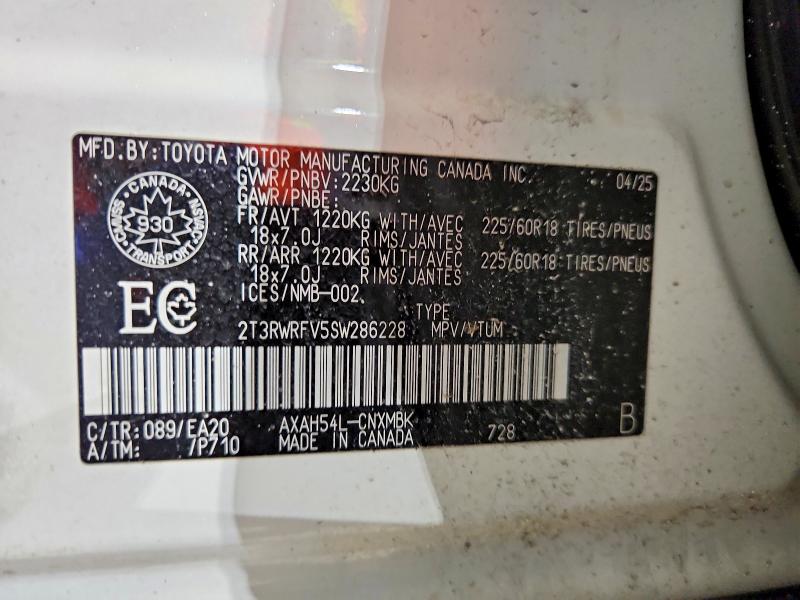 MFD.BY:TOYOTA MOTOR MANUFACTURING CANADA INC. 04/25
GVWR/PNBV:2230KG
GAWR/PNBE:
FR/AVT 1220KG WITH/AVEC 225/60R18 TIRES/PNEUS
18x7.0J RIMS/JANTES
RR/ARR 1220KG WITH/AVEC 225/60R18 TIRES/PNEUS
18x7.0J RIMS/JANTES
ICES/NMB-002
CANADA
CMVSS 930 NSVAC
TRANSPORT
EC
TYPE
2T3RWRFV5SW286228 MPV/VTUM
C/TR:089/EA20 AXAH54L-CNXMBK
A/TM: /P710 MADE IN CANADA 728 B